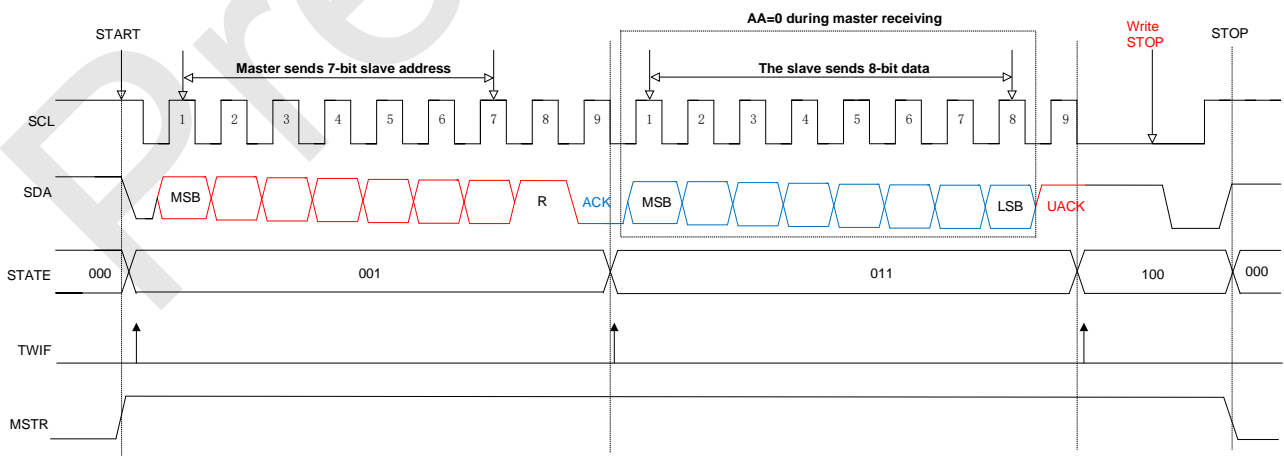 Pre
AA=0 during master receiving
START
Write
STOP
STOP
Master sends 7-bit slave address
The slave sends 8-bit data
SCL
1 2 3 4 5 6 7 8 9 1 2 3 4 5 6 7 8 9
SDA
MSB R ACK MSB LSB UACK
STATE
000 001 011 100 000
TWIF
MSTR